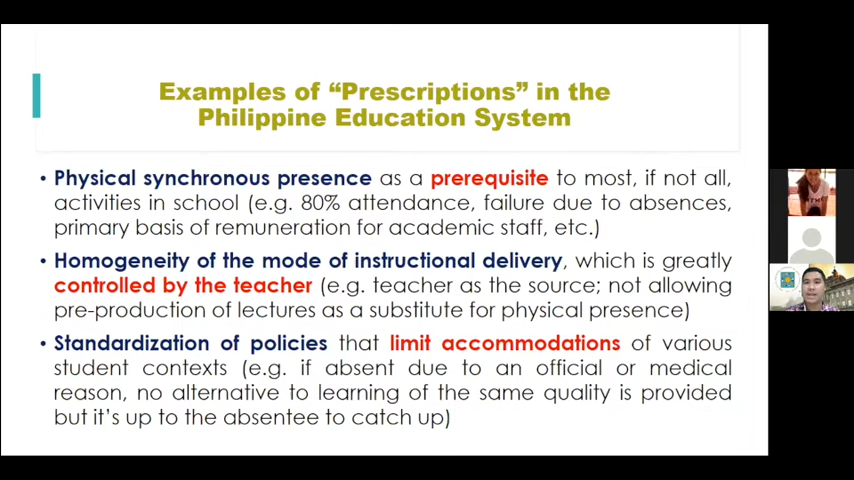 Examples of “Prescriptions” in the
Philippine Education System
• Physical synchronous presence as a prerequisite to most, if not all,
activities in school (e.g. 80% attendance, failure due to absences,
primary basis of remuneration for academic staff, etc.)
• Homogeneity of the mode of instructional delivery, which is greatly
controlled by the teacher (e.g. teacher as the source; not allowing
pre-production of lectures as a substitute for physical presence)
• Standardization of policies that limit accommodations of various
student contexts (e.g. if absent due to an official or medical
reason, no alternative to learning of the same quality is provided
but it’s up to the absentee to catch up)